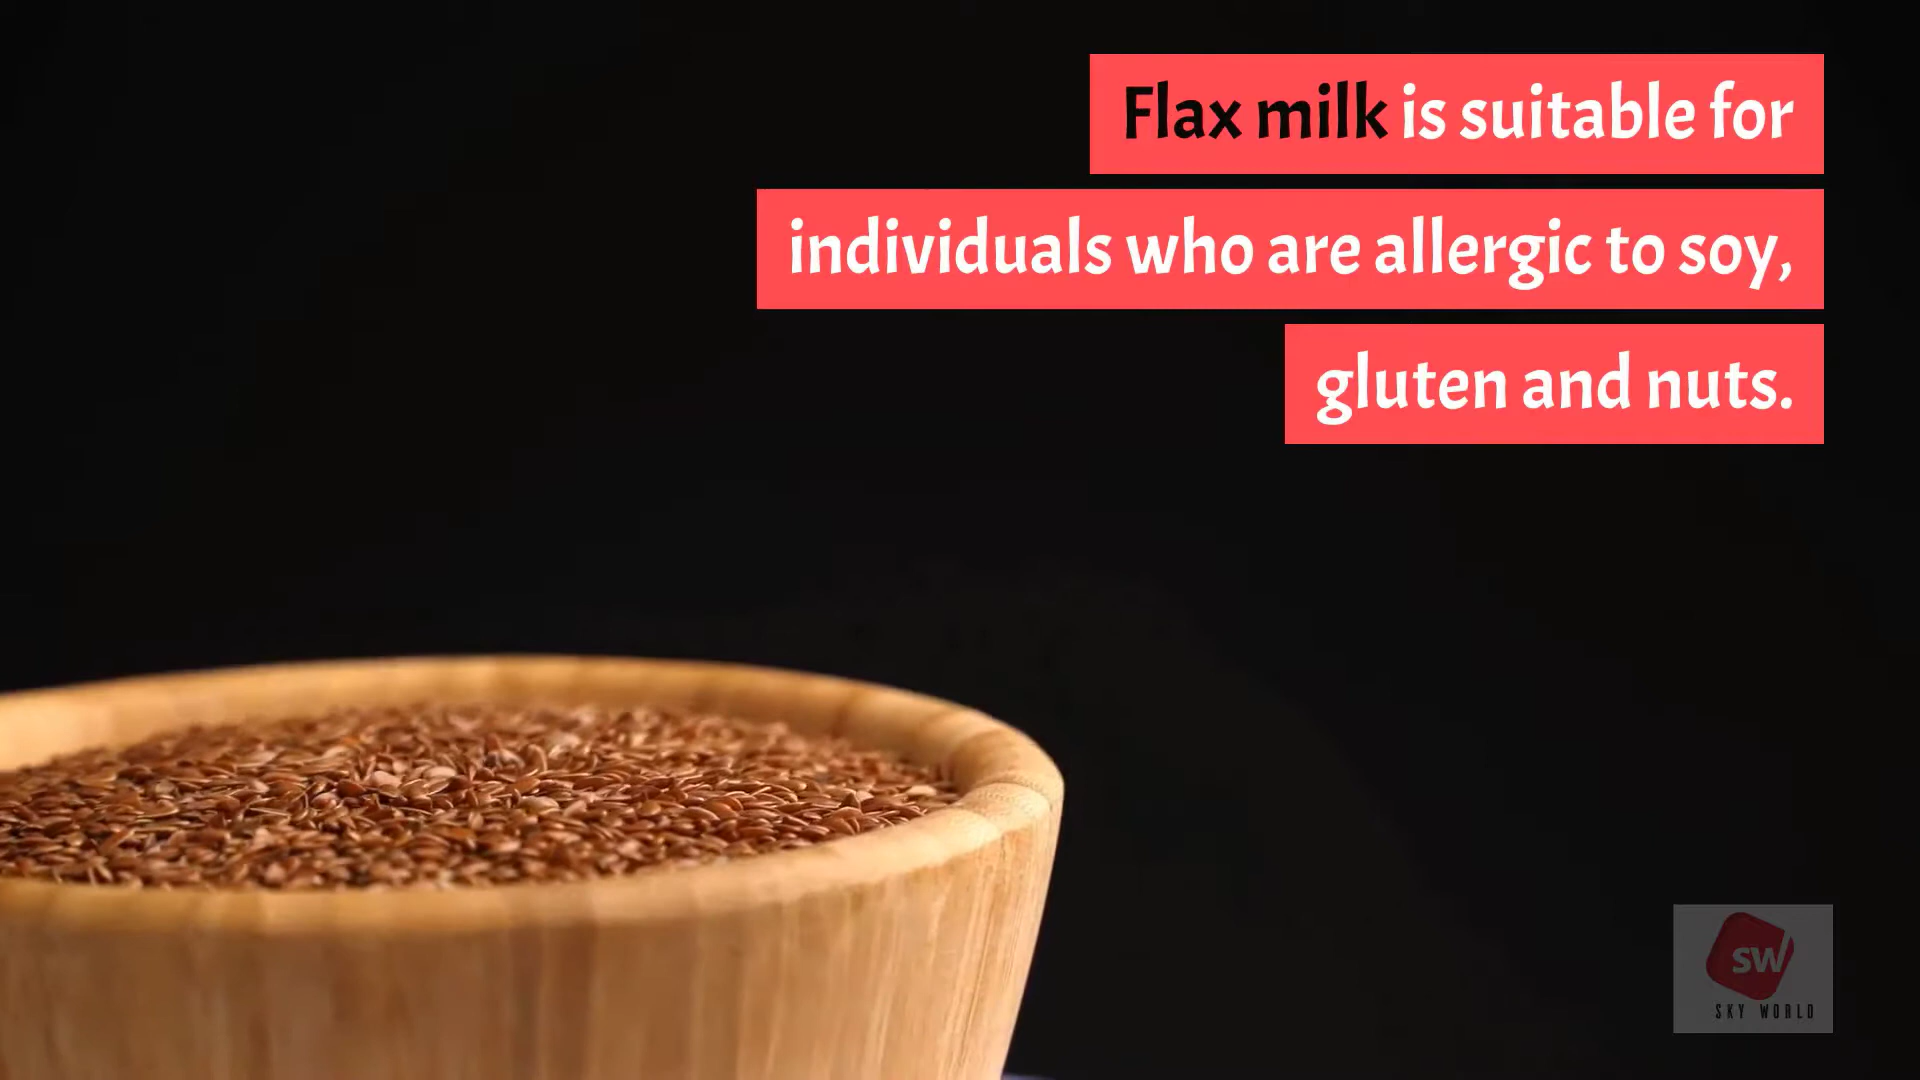 Flax milk is suitable for
individuals who are allergic to soy,
gluten and nuts.
SW
SKY WORLD